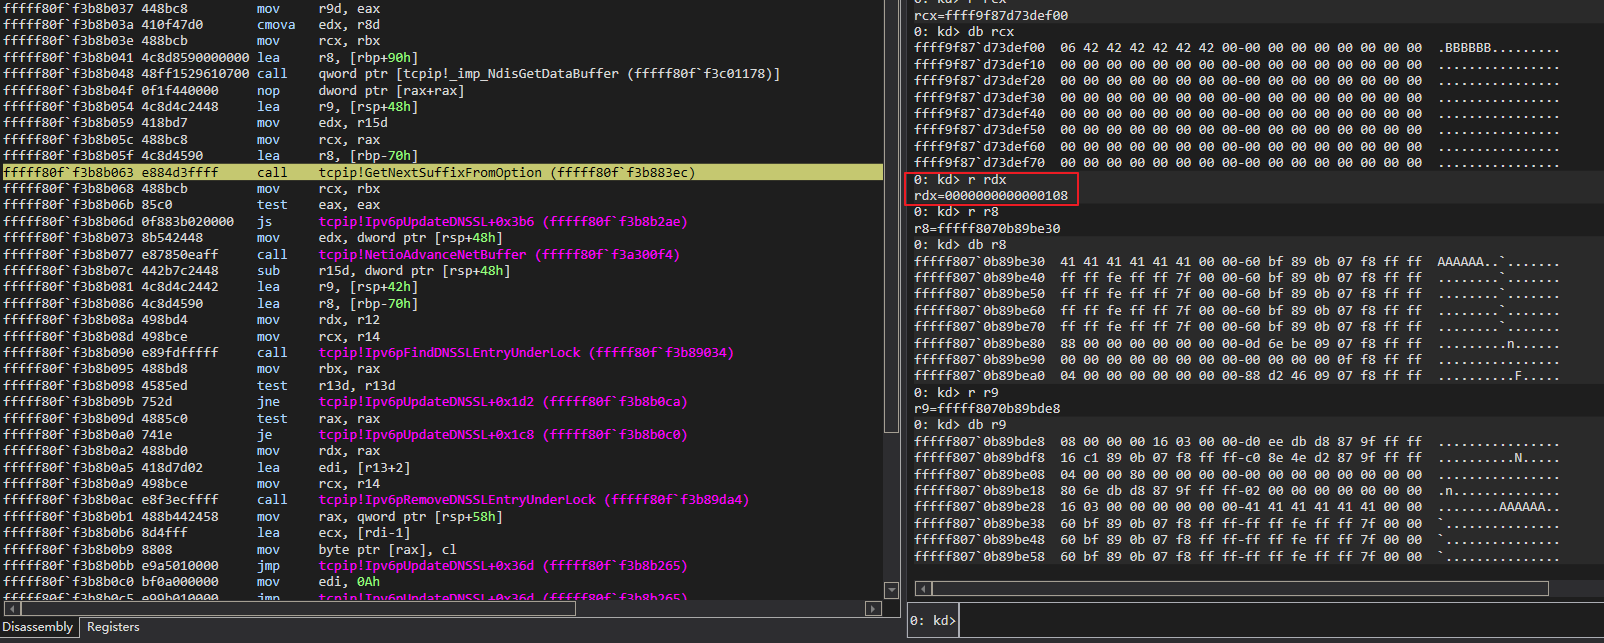 fffff80f`f3b8b037 448bc8          mov     r9d, eax
fffff80f`f3b8b03a 410f47d0        cmova   edx, r8d
fffff80f`f3b8b03e 488bcb          mov     rcx, rbx
fffff80f`f3b8b041 4c8d8590000000 lea     r8, [rbp+90h]
fffff80f`f3b8b048 48ff1529610700 call    qword ptr [tcpip!_imp_NdisGetDataBuffer (fffff80f`f3c01178)]
fffff80f`f3b8b04f 0f1f440000      nop     dword ptr [rax+rax]
fffff80f`f3b8b054 4c8d4c2448      lea     r9, [rsp+48h]
fffff80f`f3b8b059 418bd7          mov     edx, r15d
fffff80f`f3b8b05c 488bc8          mov     rcx, rax
fffff80f`f3b8b05f 4c8d4590        lea     r8, [rbp-70h]
fffff80f`f3b8b063 e884d3ffff      call    tcpip!GetNextSuffixFromOption (fffff80f`f3b883ec)
fffff80f`f3b8b068 488bcb          mov     rcx, rbx
fffff80f`f3b8b06b 85c0            test    eax, eax
fffff80f`f3b8b06d 0f883b020000    js      tcpip!Ipv6pUpdateDNSSL+0x3b6 (fffff80f`f3b8b2ae)
fffff80f`f3b8b073 8b542448        mov     edx, dword ptr [rsp+48h]
fffff80f`f3b8b077 e87850eaff      call    tcpip!NetioAdvanceNetBuffer (fffff80f`f3a300f4)
fffff80f`f3b8b07c 442b7c2448      sub     r15d, dword ptr [rsp+48h]
fffff80f`f3b8b081 4c8d4c2442      lea     r9, [rsp+42h]
fffff80f`f3b8b086 4c8d4590        lea     r8, [rbp-70h]
fffff80f`f3b8b08a 498bd4          mov     rdx, r12
fffff80f`f3b8b08d 498bce          mov     rcx, r14
fffff80f`f3b8b090 e89fdfffff      call    tcpip!Ipv6pFindDNSSLEntryUnderLock (fffff80f`f3b89034)
fffff80f`f3b8b095 488bd8          mov     rbx, rax
fffff80f`f3b8b098 4585ed          test    r13d, r13d
fffff80f`f3b8b09b 752d            jne     tcpip!Ipv6pUpdateDNSSL+0x1d2 (fffff80f`f3b8b0ca)
fffff80f`f3b8b09d 4885c0          test    rax, rax
fffff80f`f3b8b0a0 741e            je      tcpip!Ipv6pUpdateDNSSL+0x1c8 (fffff80f`f3b8b0c0)
fffff80f`f3b8b0a2 488bd0          mov     rdx, rax
fffff80f`f3b8b0a5 418d7d02        lea     edi, [r13+2]
fffff80f`f3b8b0a9 498bce          mov     rcx, r14
fffff80f`f3b8b0ac e8f3ecffff      call    tcpip!Ipv6pRemoveDNSSLEntryUnderLock (fffff80f`f3b89da4)
fffff80f`f3b8b0b1 488b442458      mov     rax, qword ptr [rsp+58h]
fffff80f`f3b8b0b6 8d4fff          lea     ecx, [rdi-1]
fffff80f`f3b8b0b9 8808            mov     byte ptr [rax], cl
fffff80f`f3b8b0bb e9a5010000      jmp     tcpip!Ipv6pUpdateDNSSL+0x36d (fffff80f`f3b8b265)
fffff80f`f3b8b0c0 bf0a000000      mov     edi, 0Ah
fffff80f`f3b8b0c5 e99b010000      jmp     tcpip!Ipv6pUpdateDNSSL+0x36d (fffff80f`f3b8b265)
Disassembly Registers
0: kd> r rcx
rcx=ffff9f87d73def00
0: kd> db rcx
ffff9f87`d73def00  06 42 42 42 42 42 42 00-00 00 00 00 00 00 00 00  .BBBBBB.........
ffff9f87`d73def10  00 00 00 00 00 00 00 00-00 00 00 00 00 00 00 00  ................
ffff9f87`d73def20  00 00 00 00 00 00 00 00-00 00 00 00 00 00 00 00  ................
ffff9f87`d73def30  00 00 00 00 00 00 00 00-00 00 00 00 00 00 00 00  ................
ffff9f87`d73def40  00 00 00 00 00 00 00 00-00 00 00 00 00 00 00 00  ................
ffff9f87`d73def50  00 00 00 00 00 00 00 00-00 00 00 00 00 00 00 00  ................
ffff9f87`d73def60  00 00 00 00 00 00 00 00-00 00 00 00 00 00 00 00  ................
ffff9f87`d73def70  00 00 00 00 00 00 00 00-00 00 00 00 00 00 00 00  ................
0: kd> r rdx
rdx=0000000000000108
0: kd> r r8
r8=fffff8070b89be30
0: kd> db r8
fffff807`0b89be30  41 41 41 41 41 41 00 00-60 bf 89 0b 07 f8 ff ff  AAAAAA..`.......
fffff807`0b89be40  ff ff fe ff ff 7f 00 00-60 bf 89 0b 07 f8 ff ff  ........`.......
fffff807`0b89be50  ff ff fe ff ff 7f 00 00-60 bf 89 0b 07 f8 ff ff  ........`.......
fffff807`0b89be60  ff ff fe ff ff 7f 00 00-60 bf 89 0b 07 f8 ff ff  ........`.......
fffff807`0b89be70  ff ff fe ff ff 7f 00 00-60 bf 89 0b 07 f8 ff ff  ........`.......
fffff807`0b89be80  88 00 00 00 00 00 00 00-0d 6e be 09 07 f8 ff ff  .........n......
fffff807`0b89be90  00 00 00 00 00 00 00 00-00 00 00 00 0f f8 ff ff  ................
fffff807`0b89bea0  04 00 00 00 00 00 00 00-88 d2 46 09 07 f8 ff ff  ..........F.....
0: kd> r r9
r9=fffff8070b89bde8
0: kd> db r9
fffff807`0b89bde8  08 00 00 00 16 03 00 00-d0 ee db d8 87 9f ff ff  ................
fffff807`0b89bdf8  16 c1 89 0b 07 f8 ff ff-c0 8e 4e d2 87 9f ff ff  ..........N.....
fffff807`0b89be08  04 00 00 80 00 00 00 00-00 00 00 00 00 00 00 00  ................
fffff807`0b89be18  80 6e db d8 87 9f ff ff-02 00 00 00 00 00 00 00  .n..............
fffff807`0b89be28  16 03 00 00 00 00 00 00-41 41 41 41 41 41 00 00  ........AAAAAA..
fffff807`0b89be38  60 bf 89 0b 07 f8 ff ff-ff ff fe ff ff 7f 00 00  `...............
fffff807`0b89be48  60 bf 89 0b 07 f8 ff ff-ff ff fe ff ff 7f 00 00  `...............
fffff807`0b89be58  60 bf 89 0b 07 f8 ff ff-ff ff fe ff ff 7f 00 00  `...............
0: kd>